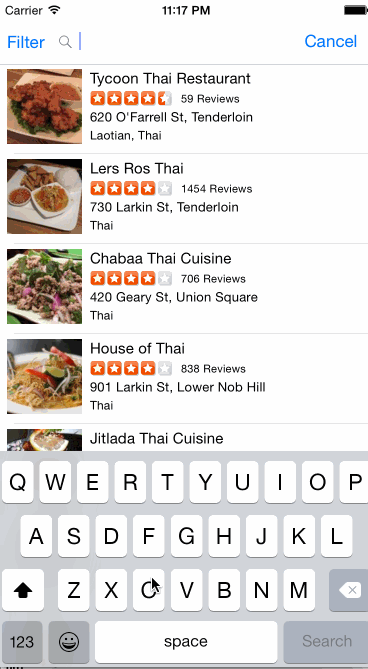 Carrier 11:17 PM
Filter Cancel
Tycoon Thai Restaurant
59 Reviews
620 O'Farrell St, Tenderloin
Laotian, Thai
Lers Ros Thai
1454 Reviews
730 Larkin St, Tenderloin
Thai
Chabaa Thai Cuisine
706 Reviews
420 Geary St, Union Square
Thai
House of Thai
838 Reviews
901 Larkin St, Lower Nob Hill
Thai
Jitlada Thai Cuisine
Q W E R T Y U I O P
A S D F G H J K L
Z X C V B N M
123 space Search